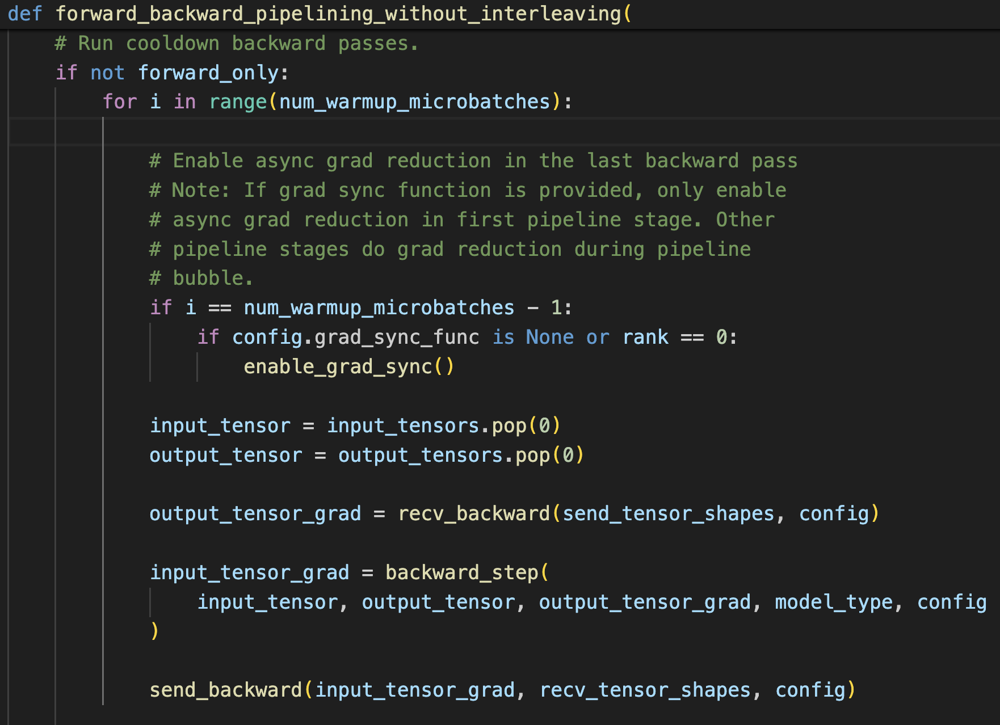 def forward_backward_pipelining_without_interleaving(
# Run cooldown backward passes.
if not forward_only:
for i in range(num_warmup_microbatches):
# Enable async grad reduction in the last backward pass
# Note: If grad sync function is provided, only enable
# async grad reduction in first pipeline stage. Other
# pipeline stages do grad reduction during pipeline
# bubble.
if i == num_warmup_microbatches - 1:
if config.grad_sync_func is None or rank == 0:
enable_grad_sync()
input_tensor = input_tensors.pop(0)
output_tensor = output_tensors.pop(0)
output_tensor_grad = recv_backward(send_tensor_shapes, config)
input_tensor_grad = backward_step(
input_tensor, output_tensor, output_tensor_grad, model_type, config
)
send_backward(input_tensor_grad, recv_tensor_shapes, config)